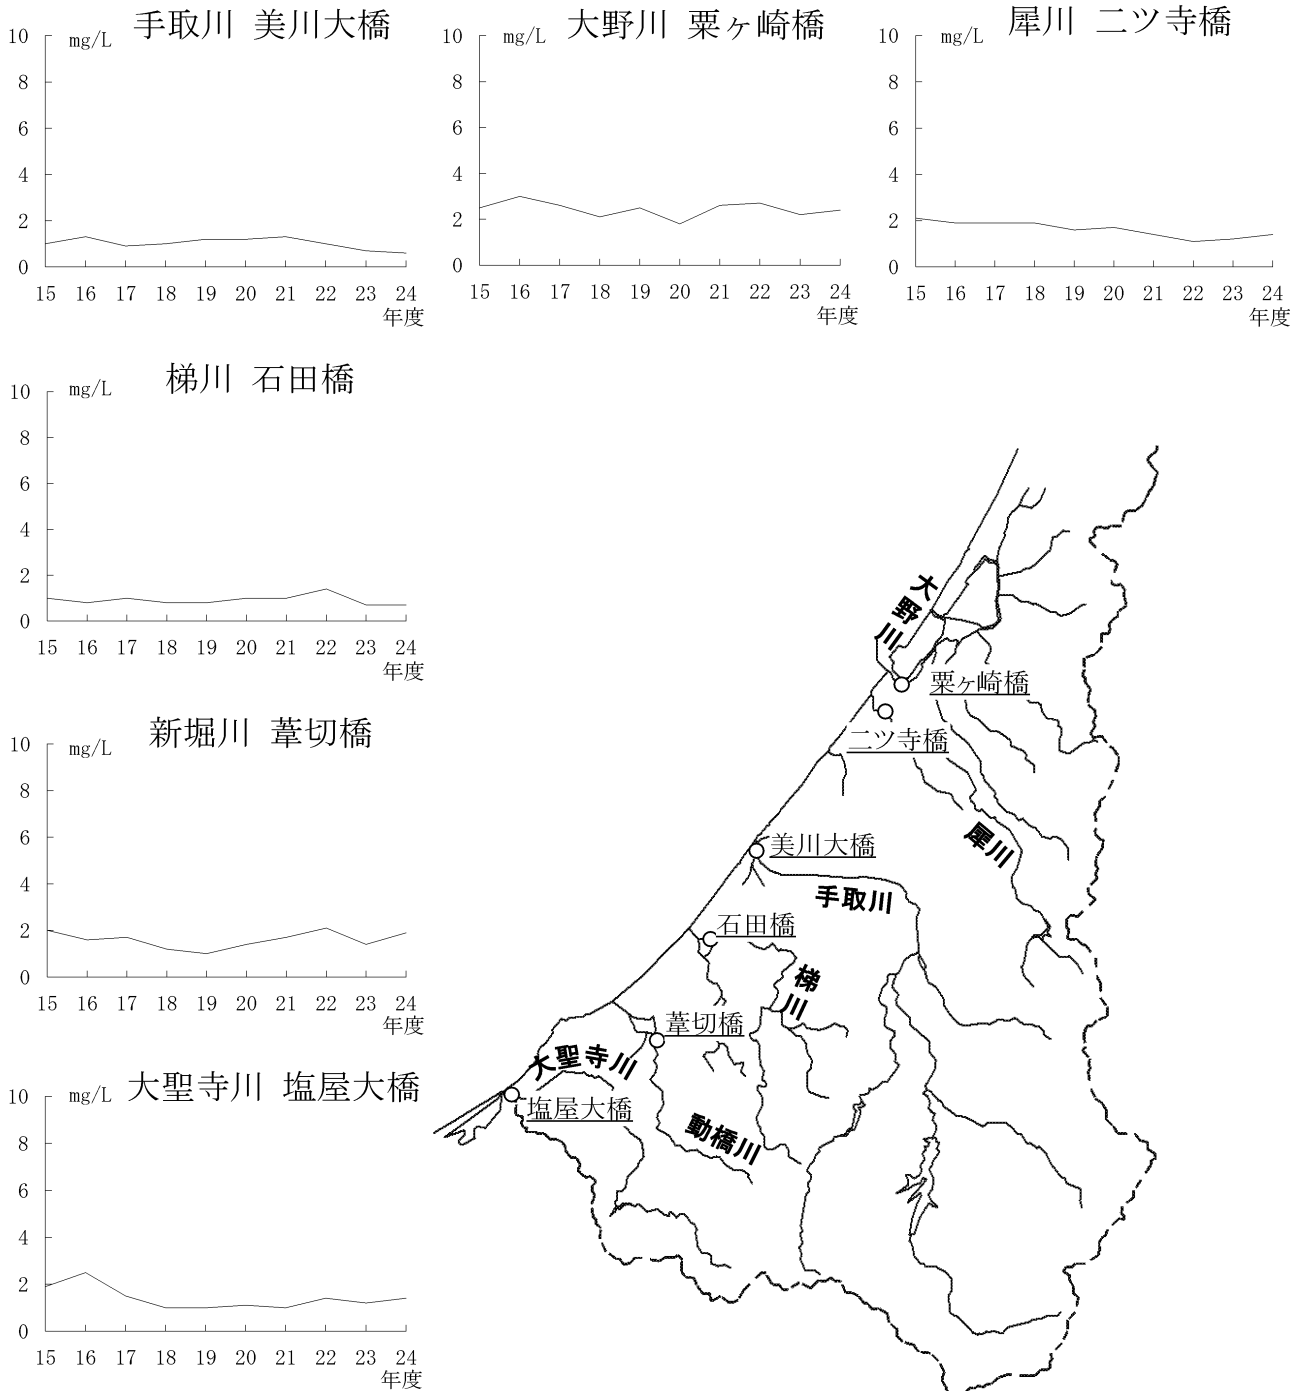 手取川 美川大橋
mg/L
10
8
6
4
2
0
15 16 17 18 19 20 21 22 23 24
年度
大野川 粟ヶ崎橋
mg/L
10
8
6
4
2
0
15 16 17 18 19 20 21 22 23 24
年度
犀川 二ツ寺橋
mg/L
10
8
6
4
2
0
15 16 17 18 19 20 21 22 23 24
年度
梯川 石田橋
mg/L
10
8
6
4
2
0
15 16 17 18 19 20 21 22 23 24
年度
新堀川 葦切橋
mg/L
10
8
6
4
2
0
15 16 17 18 19 20 21 22 23 24
年度
大聖寺川 塩屋大橋
mg/L
10
8
6
4
2
0
15 16 17 18 19 20 21 22 23 24
年度
大野川
粟ヶ崎橋
二ツ寺橋
犀川
美川大橋
手取川
石田橋
梯川
葦切橋
大聖寺川
塩屋大橋
動橋川